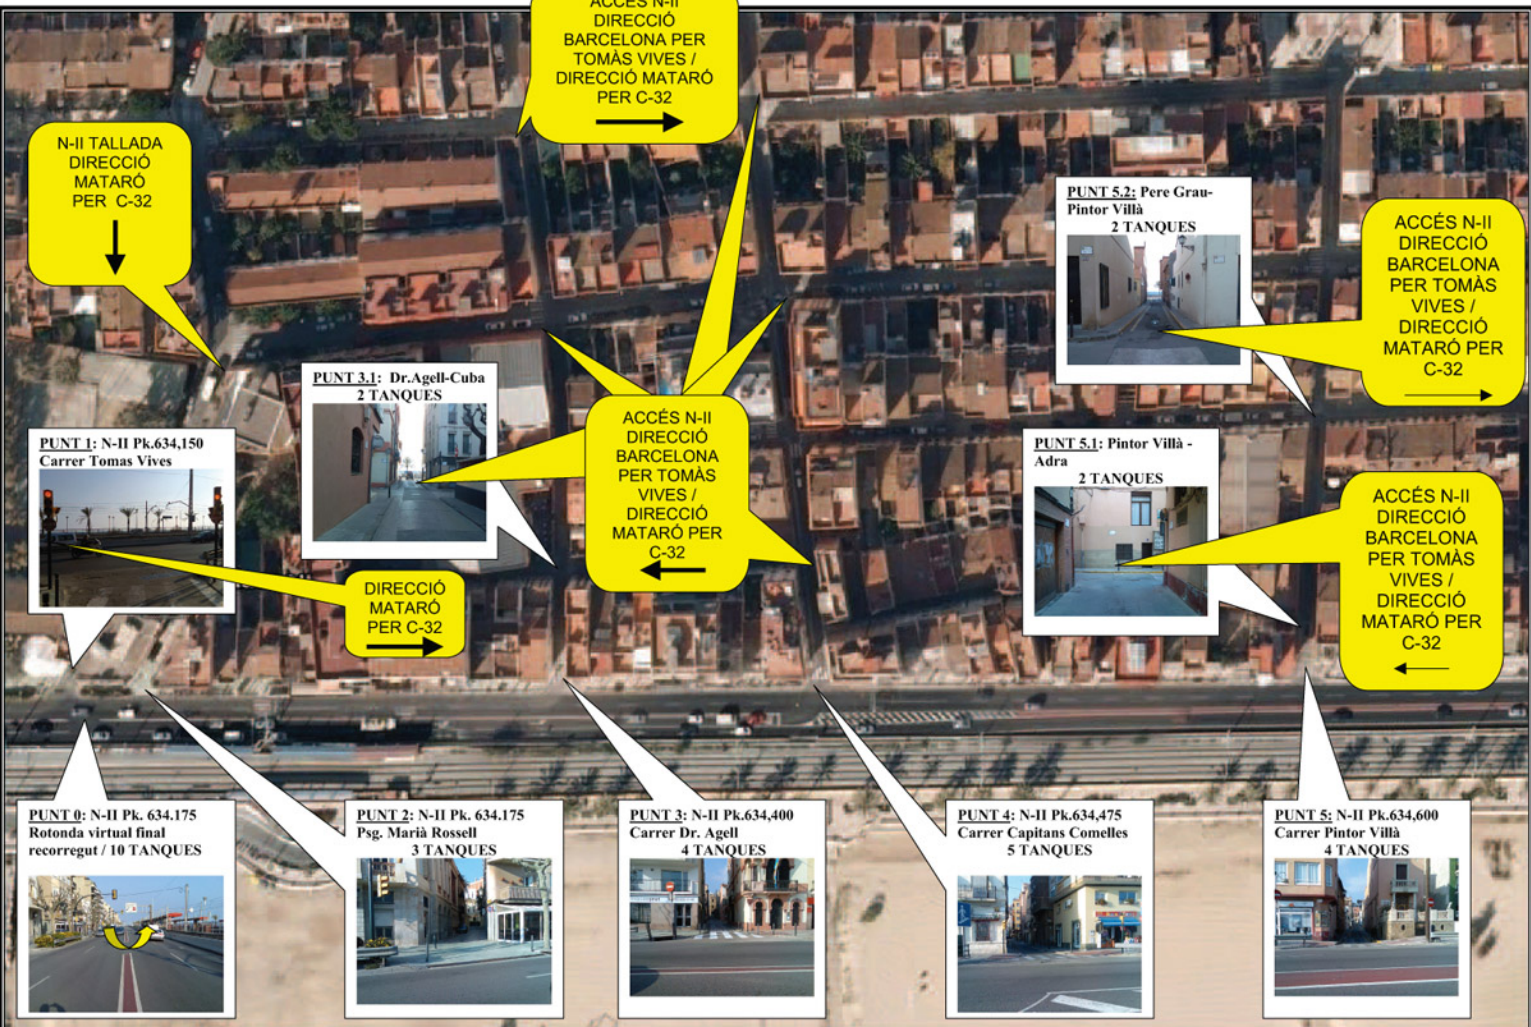 ACCÉS N-II
DIRECCIÓ
BARCELONA PER
TOMÀS VIVES /
DIRECCIÓ MATARÓ
PER C-32
N-II TALLADA
DIRECCIÓ
MATARÓ
PER C-32
PUNT 5.2: Pere Grau-
Pintor Villà
2 TANQUES
ACCÉS N-II
DIRECCIÓ
BARCELONA
PER TOMÀS
VIVES /
DIRECCIÓ
MATARÓ PER
C-32
PUNT 3.1: Dr.Agell-Cuba
2 TANQUES
ACCÉS N-II
DIRECCIÓ
BARCELONA
PER TOMÀS
VIVES /
DIRECCIÓ
MATARÓ PER
C-32
PUNT 1: N-II Pk.634,150
Carrer Tomas Vives
DIRECCIÓ
MATARÓ
PER C-32
PUNT 5.1: Pintor Villà -
Adra
2 TANQUES
ACCÉS N-II
DIRECCIÓ
BARCELONA
PER TOMÀS
VIVES /
DIRECCIÓ
MATARÓ PER
C-32
PUNT 0: N-II Pk. 634.175
Rotonda virtual final
recorregut / 10 TANQUES
PUNT 2: N-II Pk. 634.175
Psg. Marià Rossell
3 TANQUES
PUNT 3: N-II Pk.634,400
Carrer Dr. Agell
4 TANQUES
PUNT 4: N-II Pk.634,475
Carrer Capitans Comelles
5 TANQUES
PUNT 5: N-II Pk.634,600
Carrer Pintor Villà
4 TANQUES